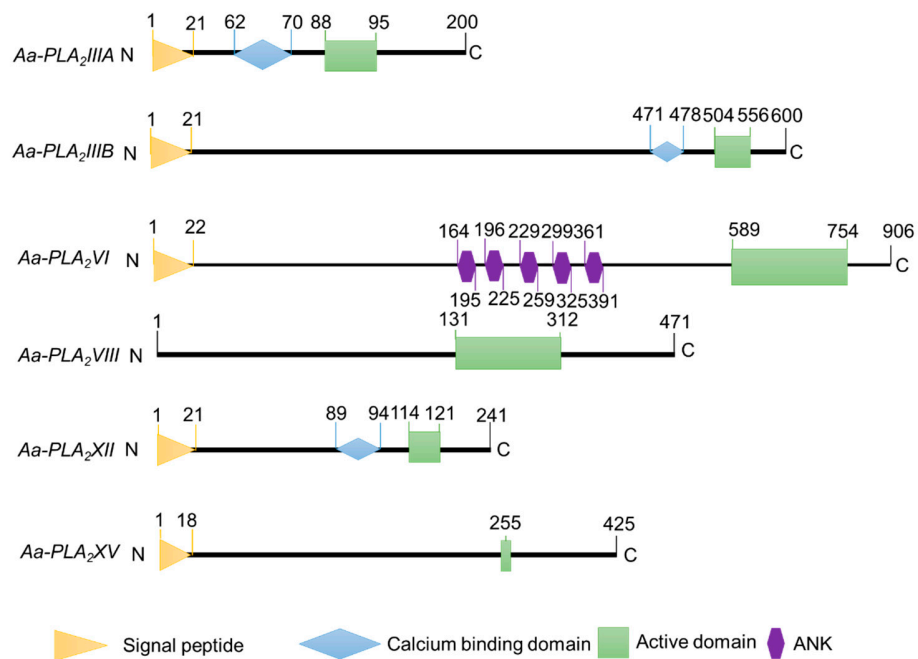 1 21 62 70 88 95 200
Aa-PLA₂IIIA N C
1 21 471 478 504 556 600
Aa-PLA₂IIIB N C
1 22 164 196 229 299 361 589 754 906
Aa-PLA₂VI N C
195 225 259 325 391
1 131 312 471
Aa-PLA₂VIII N C
1 21 89 94 114 121 241
Aa-PLA₂XII N C
1 18 255 425
Aa-PLA₂XV N C
Signal peptide Calcium binding domain Active domain ANK